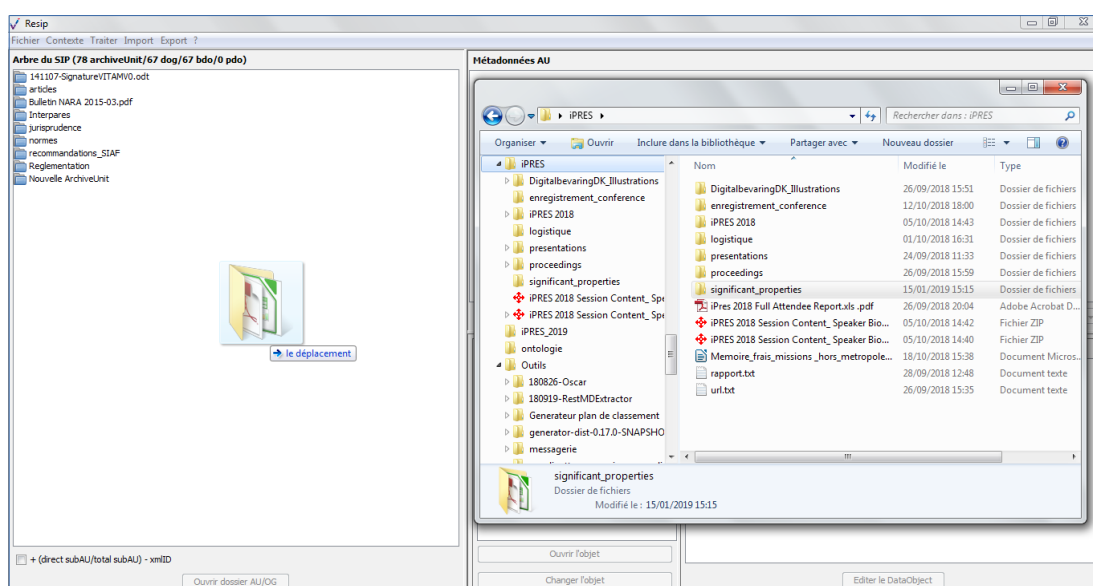 Resip
Fichier Contexte Traiter Import Export ?
Arbre du SIP (78 archiveUnit/67 dog/67 bdo/0 pdo)
141107-SignatureVITAMV0.odt
articles
Bulletin NARA 2015-03.pdf
Interpares
jurisprudence
normes
recommandations_SIAF
Reglementation
Nouvelle ArchiveUnit
le déplacement
+ (direct subAU/total subAU) - xmlID
Ouvrir dossier AU/OG
Métadonnées AU
iPRES
Rechercher dans : iPRES
Organiser Ouvrir Inclure dans la bibliothèque Partager avec Nouveau dossier
iPRES
DigitalbevaringDK_Illustrations
enregistrement_conference
iPRES 2018
logistique
presentations
proceedings
significant_properties
iPRES 2018 Session Content_ Spe
iPRES 2018 Session Content_ Spe
iPRES_2019
ontologie
Outils
180826-Oscar
180919-RestMDExtractor
Generateur plan de classement
generator-dist-0.17.0-SNAPSHO
messagerie
Nom Modifié le Type
DigitalbevaringDK_Illustrations 26/09/2018 15:51 Dossier de fichiers
enregistrement_conference 12/10/2018 18:00 Dossier de fichiers
iPRES 2018 05/10/2018 14:43 Dossier de fichiers
logistique 01/10/2018 16:31 Dossier de fichiers
presentations 24/09/2018 11:33 Dossier de fichiers
proceedings 26/09/2018 15:59 Dossier de fichiers
significant_properties 15/01/2019 15:15 Dossier de fichiers
iPres 2018 Full Attendee Report.xls .pdf 26/09/2018 20:04 Adobe Acrobat D...
iPRES 2018 Session Content_ Speaker Bio... 05/10/2018 14:42 Fichier ZIP
iPRES 2018 Session Content_ Speaker Bio... 05/10/2018 14:40 Fichier ZIP
Memoire_frais_missions _hors_metropole... 18/10/2018 15:38 Document Micros...
rapport.txt 28/09/2018 12:48 Document texte
url.txt 26/09/2018 15:35 Document texte
significant_properties
Dossier de fichiers
Modifié le : 15/01/2019 15:15
Ouvrir l'objet
Changer l'objet
Editer le DataObject